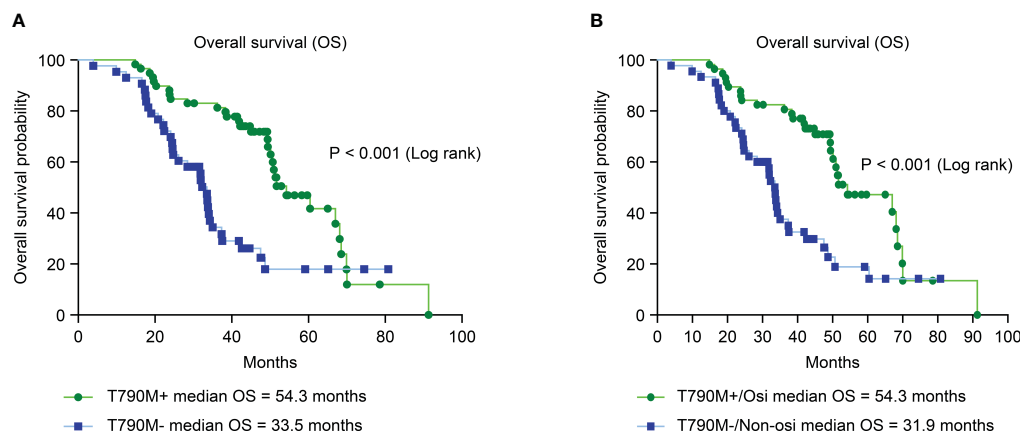 A
Overall survival (OS)
Overall survival probability
100
80
60
40
20
0
P < 0.001 (Log rank)
0 20 40 60 80 100
Months
T790M+ median OS = 54.3 months
T790M- median OS = 33.5 months
B
Overall survival (OS)
Overall survival probability
100
80
60
40
20
0
P < 0.001 (Log rank)
0 10 20 30 40 50 60 70 80 90 100
Months
T790M+/Osi median OS = 54.3 months
T790M-/Non-osi median OS = 31.9 months